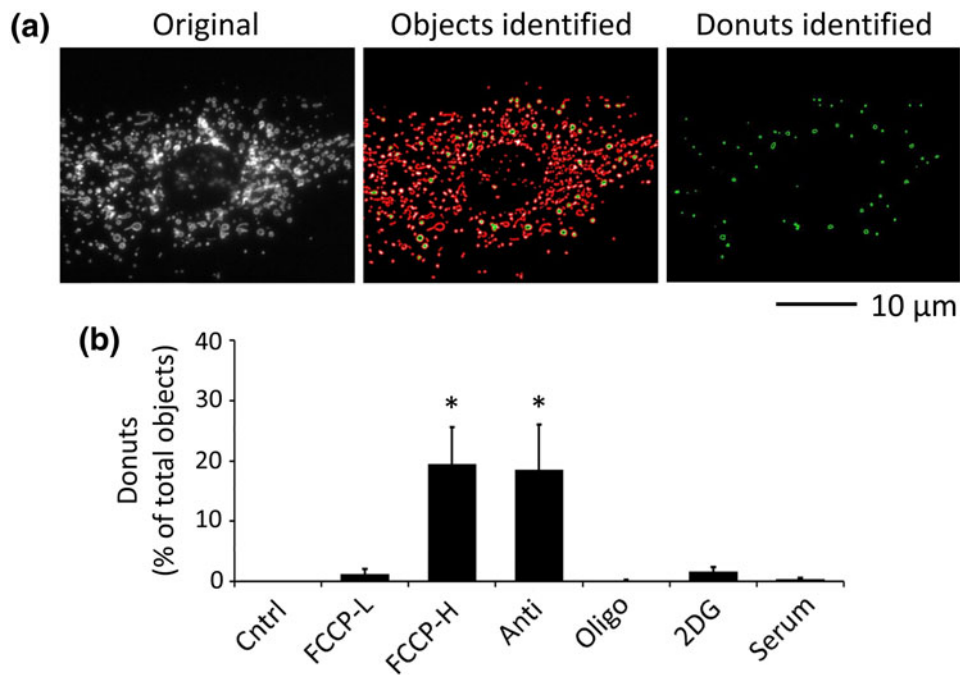 (a) Original Objects identified Donuts identified
10 μm
(b)
Donuts
(% of total objects)
40
30
20
10
0
* *
Cntrl FCCP-L FCCP-H Anti Oligo 2DG Serum